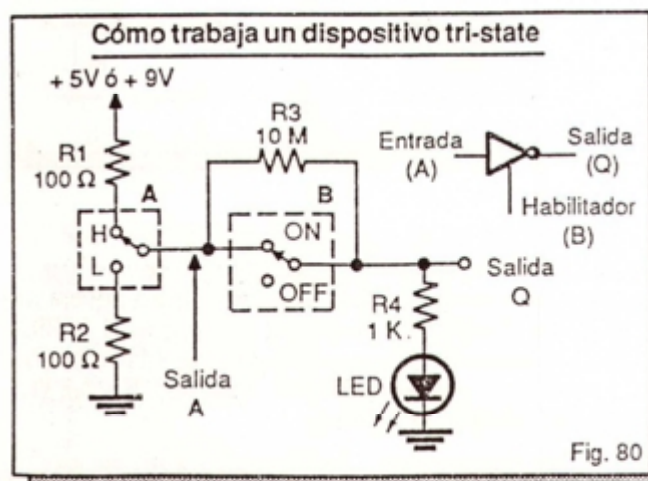 Cómo trabaja un dispositivo tri-state
+ 5V ó + 9V
R1
100 Ω
A
H
L
R2
100 Ω
Salida
A
R3
10 M
B
ON
OFF
Entrada
(A)
Salida
(Q)
Habilitador
(B)
Salida
Q
R4
1 K.
LED
Fig. 80